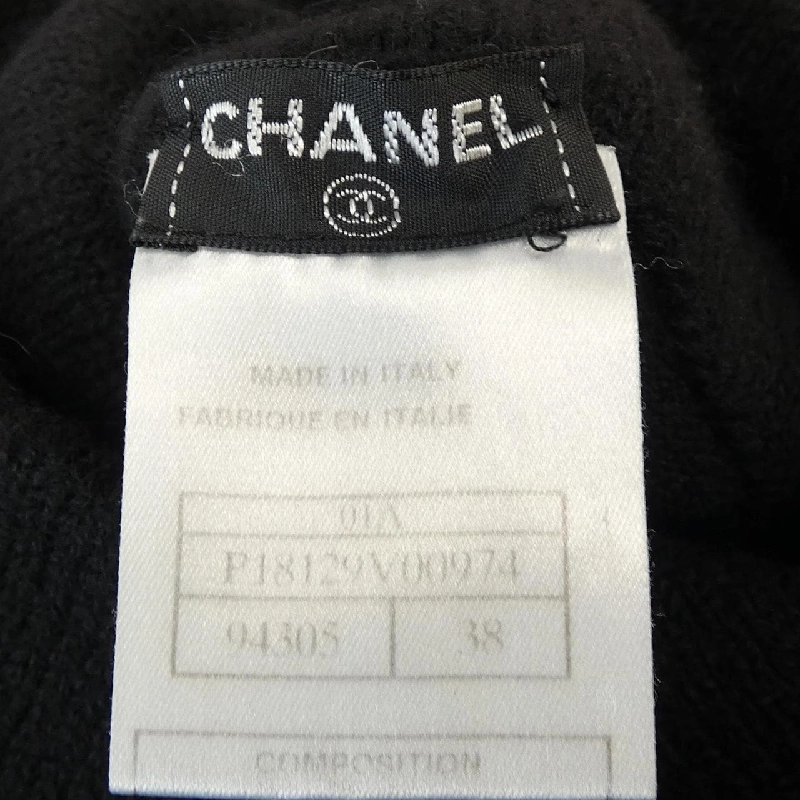 CHANEL
MADE IN ITALY
FABRIQUE EN ITALIE
01A
P18129V00974
94305 38
COMPOSITION